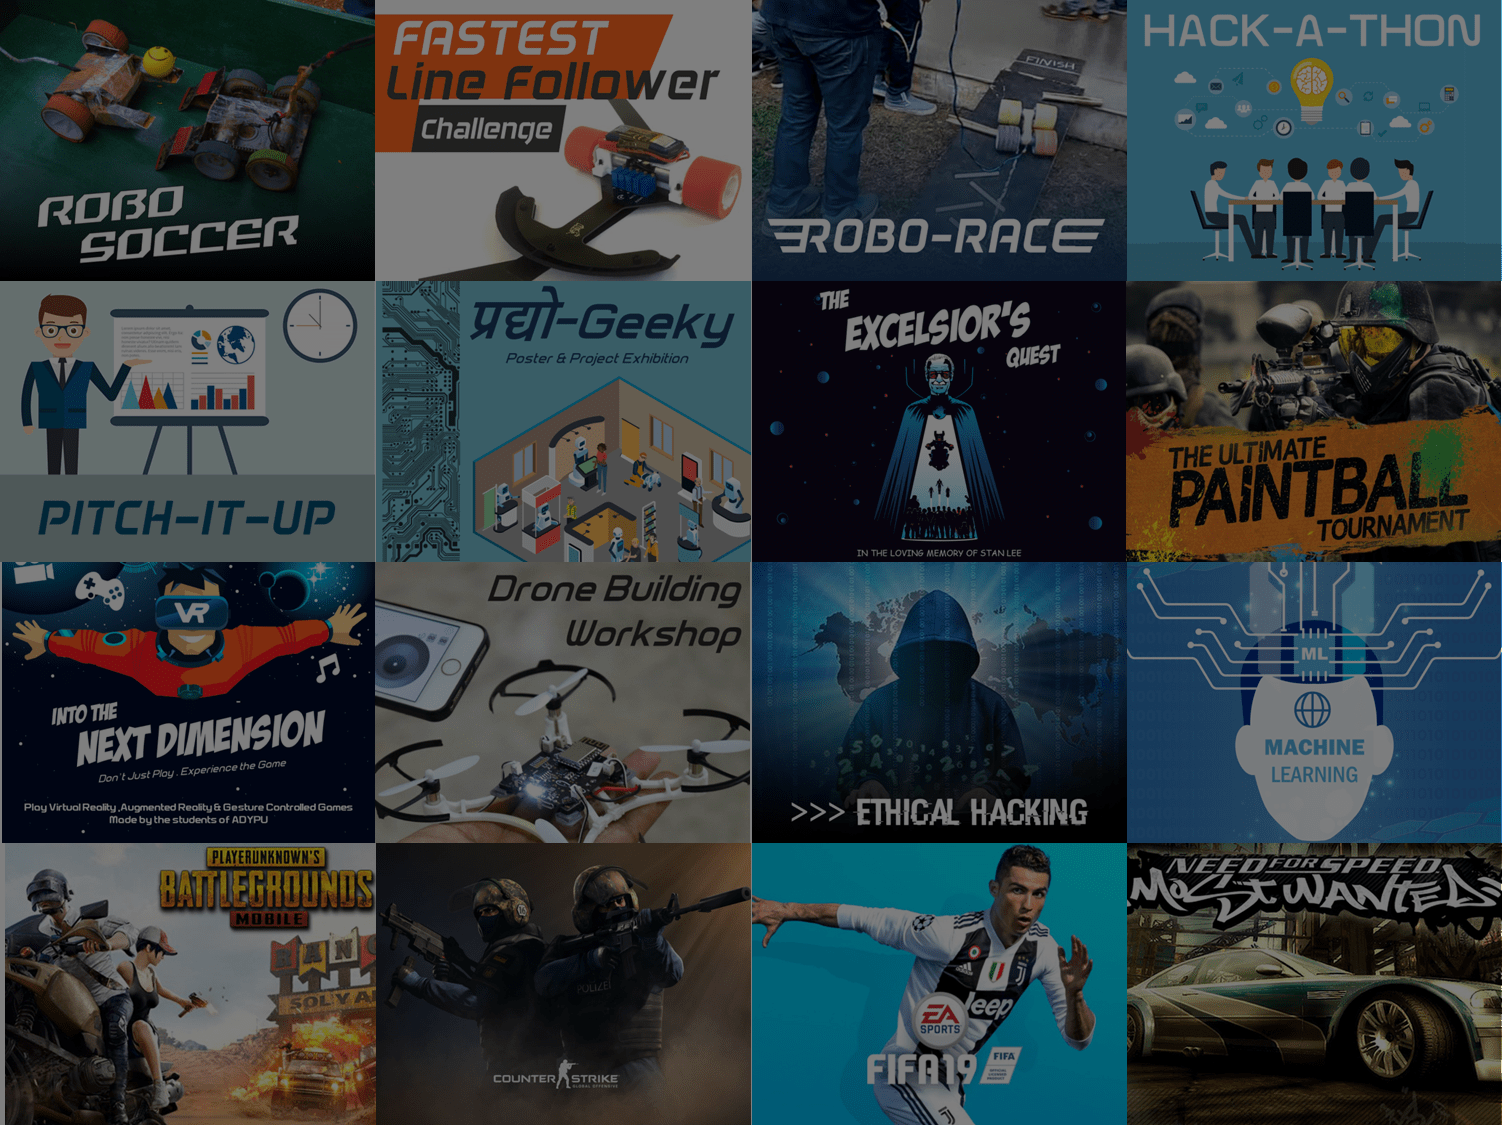 ROBO
SOCCER
FASTEST
Line Follower
Challenge
FINISH
ROBO-RACE
HACK-A-THON
PITCH-IT-UP
प्रद्यो-Geeky
Poster & Project Exhibition
THE
EXCELSIOR'S
QUEST
IN THE LOVING MEMORY OF STAN LEE
THE ULTIMATE
PAINTBALL
TOURNAMENT
VR
INTO THE
NEXT DIMENSION
Don't Just Play . Experience the Game
Play Virtual Reality ,Augmented Reality & Gesture Controlled Games
Made by the students of ADYPU
Drone Building
Workshop
>>> ETHICAL HACKING
ML
MACHINE
LEARNING
PLAYERUNKNOWN'S
BATTLEGROUNDS
MOBILE
POLIZEI
COUNTER STRIKE
GLOBAL OFFENSIVE
Jeep
EA
SPORTS
FIFA19
FIFA
NEED FOR SPEED
MOST WANTED